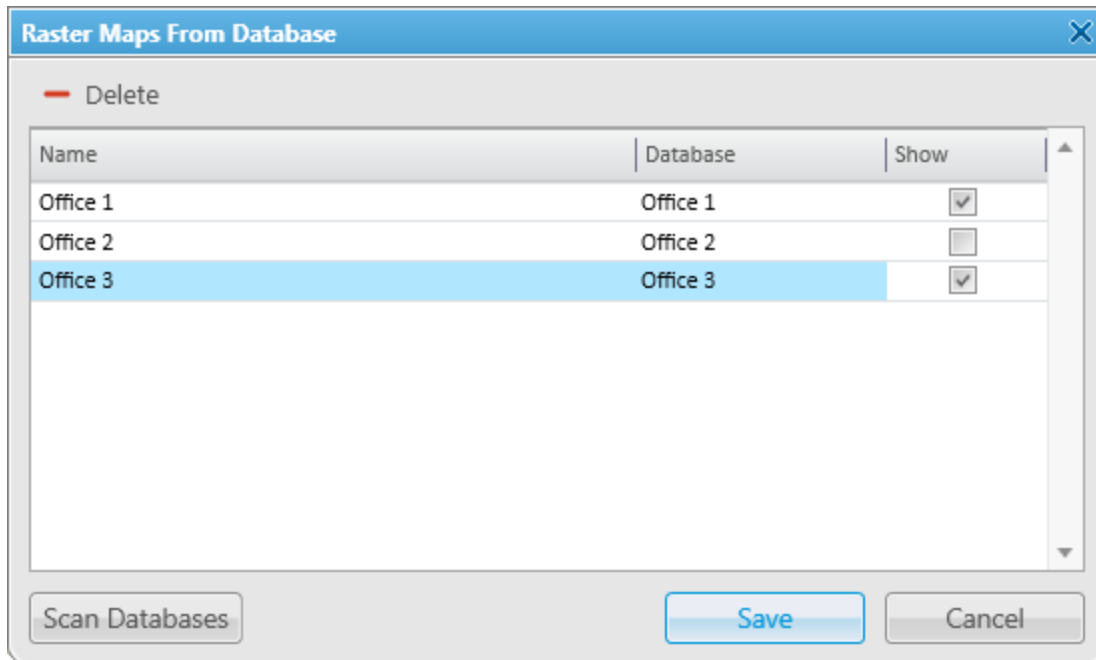 Raster Maps From Database
Delete
Name Database Show
Office 1 Office 1
Office 2 Office 2
Office 3 Office 3
Scan Databases Save Cancel